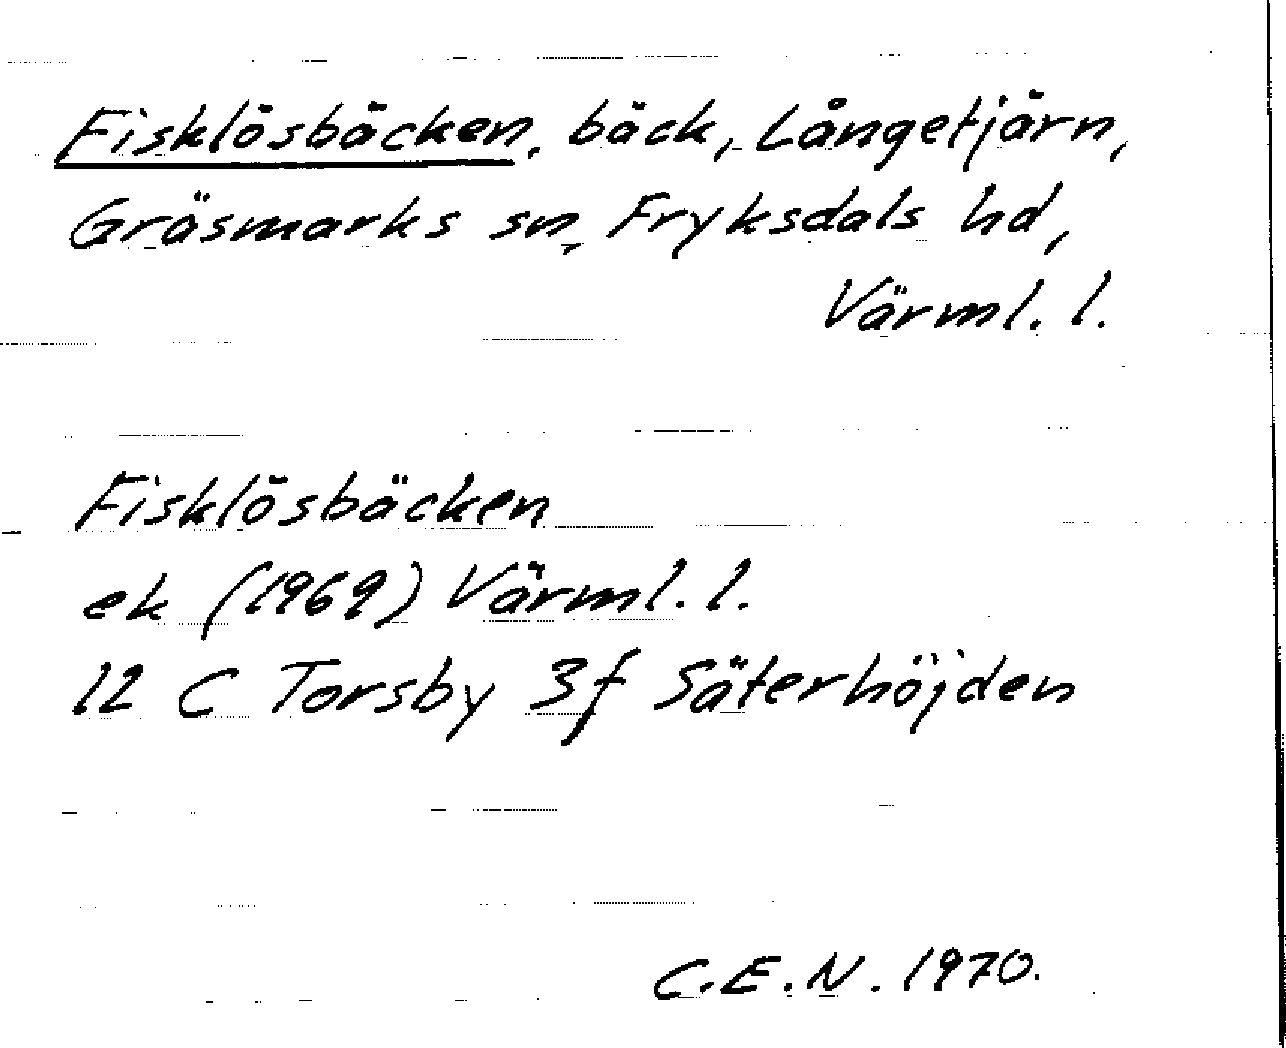 Fisklösbäcken, bäck, Långetjärn,
Gräsmarks sn, Fryksdals hd,
Värml. l.
Fisklösbäcken
ek (1969) Värml. l.
12 C Torsby 3f Säterhöjden
C.E.N. 1970.